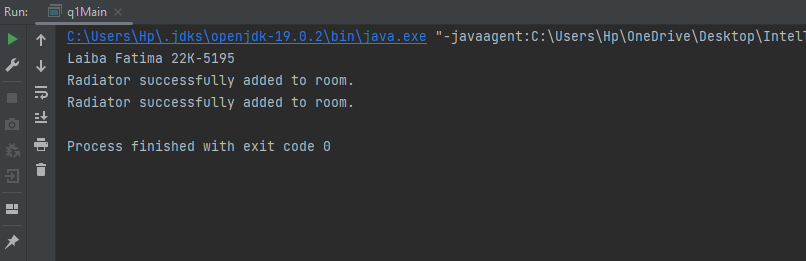 Run: q1Main
C:\Users\Hp\.jdks\openjdk-19.0.2\bin\java.exe "-javaagent:C:\Users\Hp\OneDrive\Desktop\Intel
Laiba Fatima 22K-5195
Radiator successfully added to room.
Radiator successfully added to room.
Process finished with exit code 0